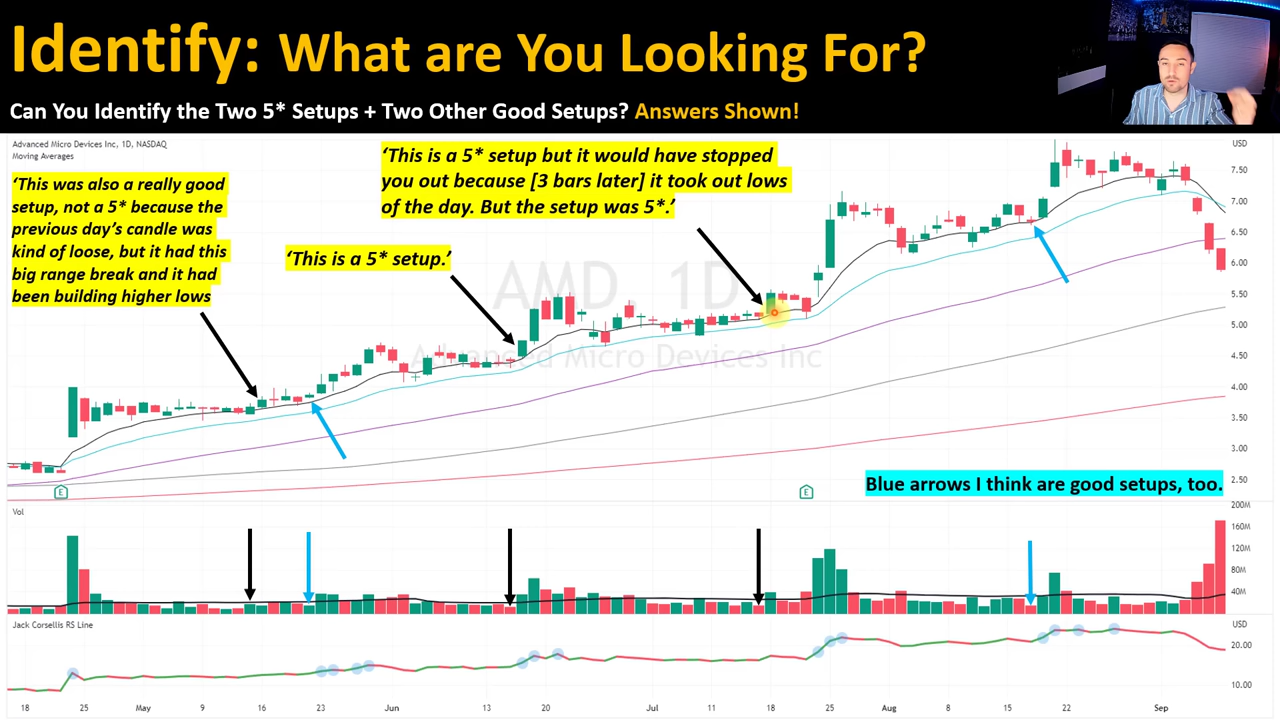 Identify: What are You Looking For?
Can You Identify the Two 5* Setups + Two Other Good Setups? Answers Shown!
Advanced Micro Devices Inc, 1D, NASDAQ
Moving Averages
USD
‘This was also a really good
setup, not a 5* because the
previous day’s candle was
kind of loose, but it had this
big range break and it had
been building higher lows
‘This is a 5* setup.’
‘This is a 5* setup but it would have stopped
you out because [3 bars later] it took out lows
of the day. But the setup was 5*.’
AMD, 1D
Advanced Micro Devices Inc
7.50
7.00
6.50
6.00
5.50
5.00
4.50
4.00
3.50
3.00
2.50
E
E
Blue arrows I think are good setups, too.
Vol
200M
160M
120M
80M
40M
Jack Corsellis RS Line
USD
20.00
10.00
18 25 May 9 16 23 Jun 13 20 Jul 11 18 25 Aug 8 15 22 Sep